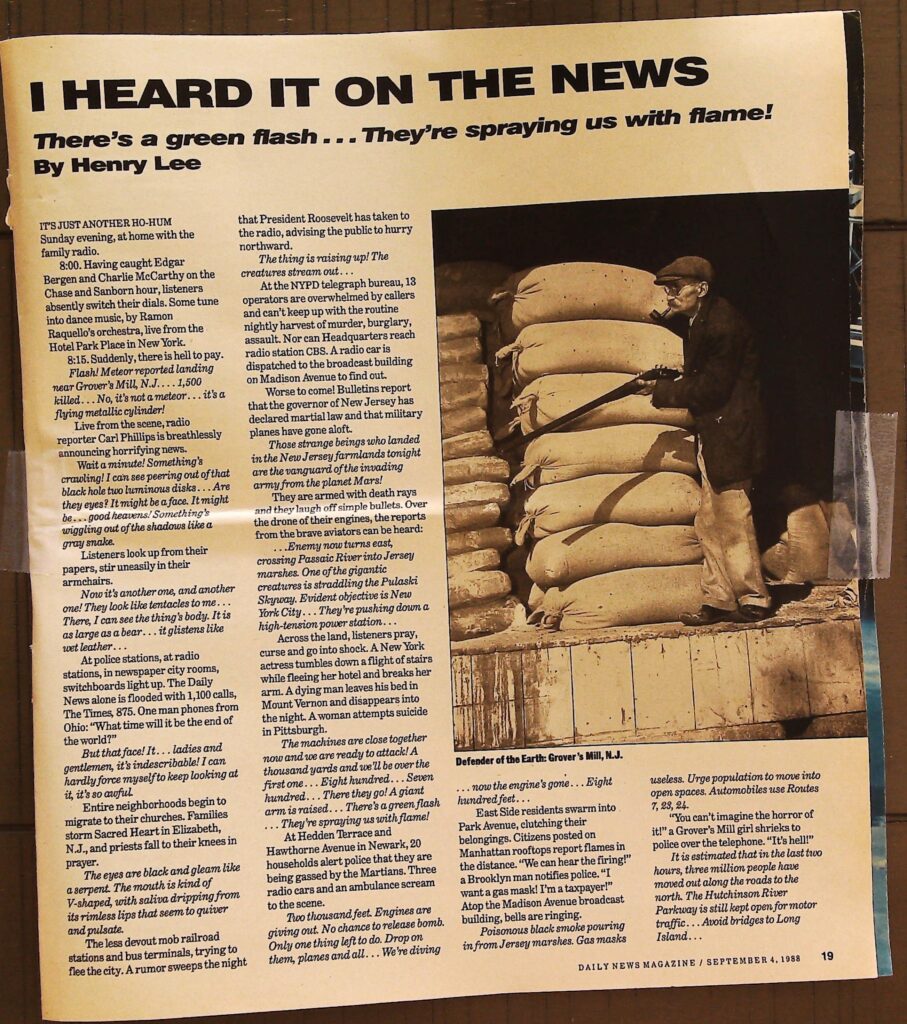 I HEARD IT ON THE NEWS
There's a green flash...They're spraying us with flame!
By Henry Lee
IT'S JUST ANOTHER HO-HUM
Sunday evening, at home with the
family radio.
8:00. Having caught Edgar
Bergen and Charlie McCarthy on the
Chase and Sanborn hour, listeners
absently switch their dials. Some tune
into dance music, by Ramon
Raquello's orchestra, live from the
Hotel Park Place in New York.
8:15. Suddenly, there is hell to pay.
Flash! Meteor reported landing
near Grover's Mill, N.J.... 1,500
killed...No, it's not a meteor...it's a
flying metallic cylinder!
Live from the scene, radio
reporter Carl Phillips is breathlessly
announcing horrifying news.
Wait a minute! Something's
crawling! I can see peering out of that
black hole two luminous disks...Are
they eyes? It might be a face. It might
be...good heavens! Something's
wiggling out of the shadows like a
gray snake.
Listeners look up from their
papers, stir uneasily in their
armchairs.
Now it's another one, and another
one! They look like tentacles to me...
There, I can see the thing's body. It is
as large as a bear...it glistens like
wet leather...
At police stations, at radio
stations, in newspaper city rooms,
switchboards light up. The Daily
News alone is flooded with 1,100 calls,
The Times, 875. One man phones from
Ohio: "What time will it be the end of
the world?"
But that face! It...ladies and
gentlemen, it's indescribable! I can
hardly force myself to keep looking at
it, it's so awful.
Entire neighborhoods begin to
migrate to their churches. Families
storm Sacred Heart in Elizabeth,
N.J., and priests fall to their knees in
prayer.
The eyes are black and gleam like
a serpent. The mouth is kind of
V-shaped, with saliva dripping from
its rimless lips that seem to quiver
and pulsate.
The less devout mob railroad
stations and bus terminals, trying to
flee the city. A rumor sweeps the night
that President Roosevelt has taken to
the radio, advising the public to hurry
northward.
The thing is raising up! The
creatures stream out...
At the NYPD telegraph bureau, 13
operators are overwhelmed by callers
and can't keep up with the routine
nightly harvest of murder, burglary,
assault. Nor can Headquarters reach
radio station CBS. A radio car is
dispatched to the broadcast building
on Madison Avenue to find out.
Worse to come! Bulletins report
that the governor of New Jersey has
declared martial law and that military
planes have gone aloft.
Those strange beings who landed
in the New Jersey farmlands tonight
are the vanguard of the invading
army from the planet Mars!
They are armed with death rays
and they laugh off simple bullets. Over
the drone of their engines, the reports
from the brave aviators can be heard:
...Enemy now turns east,
crossing Passaic River into Jersey
marshes. One of the gigantic
creatures is straddling the Pulaski
Skyway. Evident objective is New
York City...They're pushing down a
high-tension power station...
Across the land, listeners pray,
curse and go into shock. A New York
actress tumbles down a flight of stairs
while fleeing her hotel and breaks her
arm. A dying man leaves his bed in
Mount Vernon and disappears into
the night. A woman attempts suicide
in Pittsburgh.
The machines are close together
now and we are ready to attack! A
thousand yards and we'll be over the
first one...Eight hundred...Seven
hundred...There they go! A giant
arm is raised...There's a green flash
...They're spraying us with flame!
At Hedden Terrace and
Hawthorne Avenue in Newark, 20
households alert police that they are
being gassed by the Martians. Three
radio cars and an ambulance scream
to the scene.
Two thousand feet. Engines are
giving out. No chance to release bomb.
Only one thing left to do. Drop on
them, planes and all...We're diving
Defender of the Earth: Grover's Mill, N.J.
...now the engine's gone...Eight
hundred feet...
East Side residents swarm into
Park Avenue, clutching their
belongings. Citizens posted on
Manhattan rooftops report flames in
the distance. "We can hear the firing!"
a Brooklyn man notifies police. "I
want a gas mask! I'm a taxpayer!"
Atop the Madison Avenue broadcast
building, bells are ringing.
Poisonous black smoke pouring
in from Jersey marshes. Gas masks
useless. Urge population to move into
open spaces. Automobiles use Routes
7, 23, 24.
"You can't imagine the horror of
it!" a Grover's Mill girl shrieks to
police over the telephone. "It's hell!"
It is estimated that in the last two
hours, three million people have
moved out along the roads to the
north. The Hutchinson River
Parkway is still kept open for motor
traffic...Avoid bridges to Long
Island...
DAILY NEWS MAGAZINE / SEPTEMBER 4, 1988 19